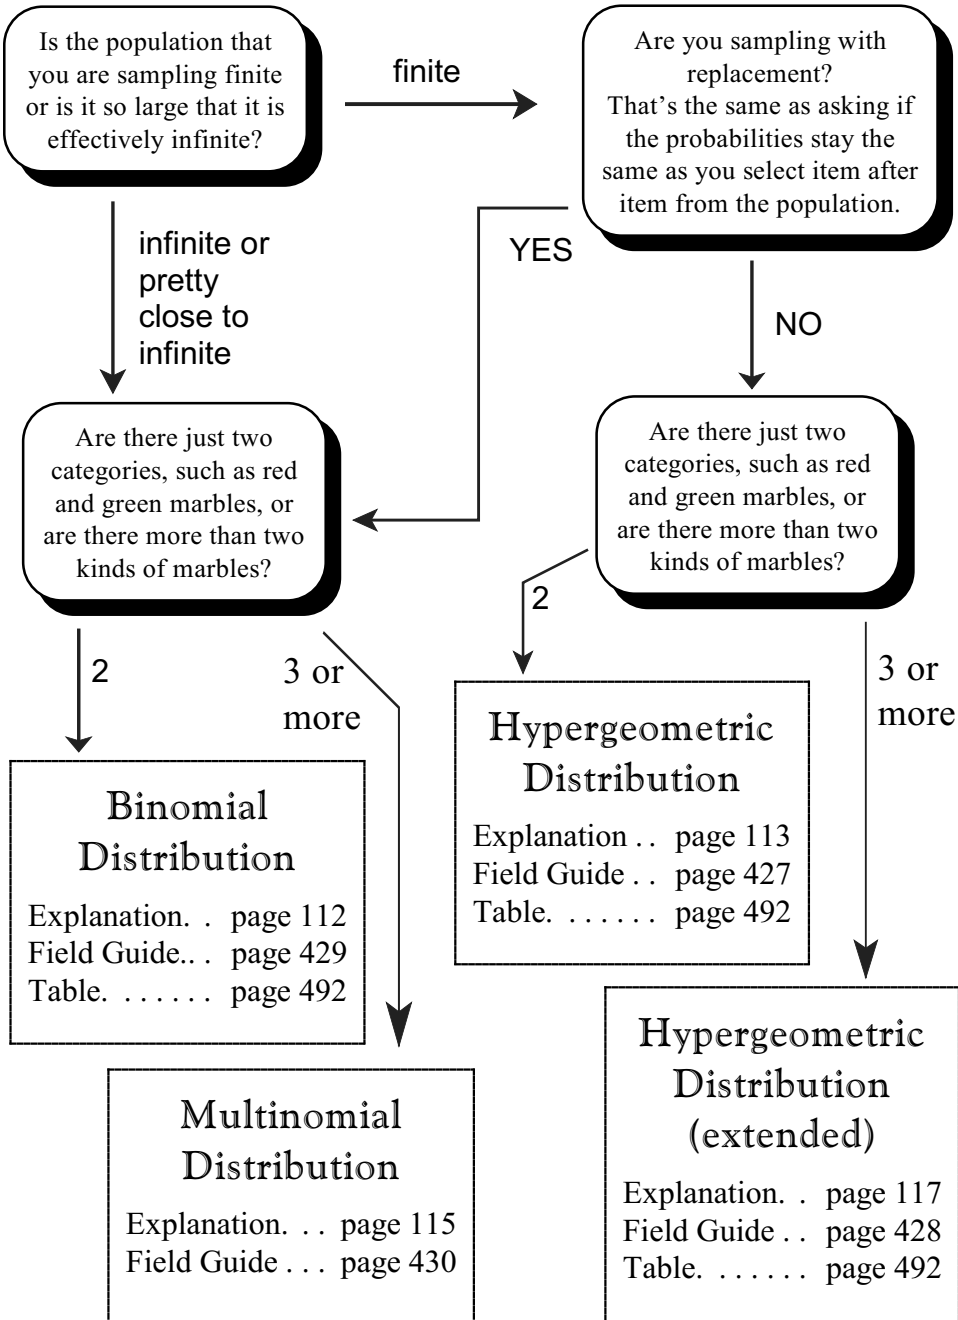 Is the population that
you are sampling finite
or is it so large that it is
effectively infinite?
finite
Are you sampling with
replacement?
That's the same as asking if
the probabilities stay the
same as you select item after
item from the population.
infinite or
pretty
close to
infinite
YES
NO
Are there just two
categories, such as red
and green marbles, or
are there more than two
kinds of marbles?
Are there just two
categories, such as red
and green marbles, or
are there more than two
kinds of marbles?
2
3 or
more
2
3 or
more
Binomial
Distribution
Explanation. . page 112
Field Guide.. . page 429
Table. . . . . . . page 492
Hypergeometric
Distribution
Explanation . . page 113
Field Guide . . page 427
Table. . . . . . . page 492
Multinomial
Distribution
Explanation. . . page 115
Field Guide . . . page 430
Hypergeometric
Distribution
(extended)
Explanation. . page 117
Field Guide . . page 428
Table. . . . . . . page 492